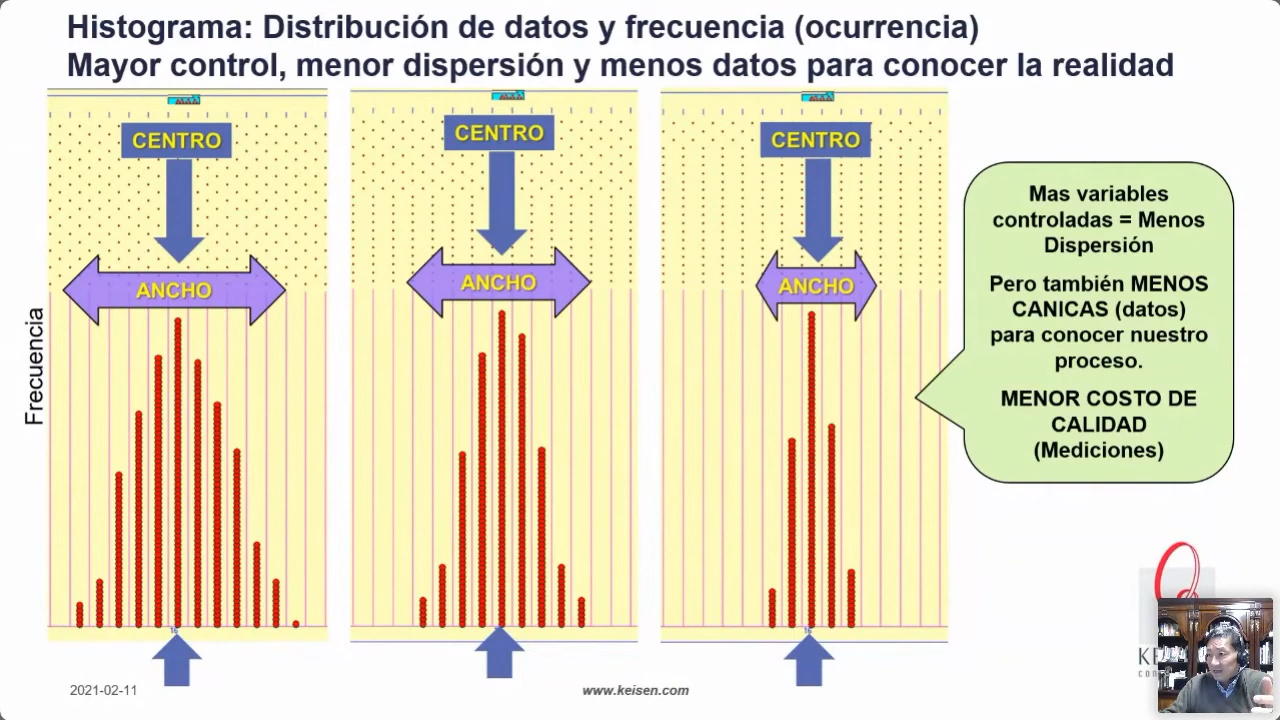 Histograma: Distribución de datos y frecuencia (ocurrencia)
Mayor control, menor dispersión y menos datos para conocer la realidad
CENTRO
ANCHO
CENTRO
ANCHO
CENTRO
ANCHO
Frecuencia
16
16
Mas variables
controladas = Menos
Dispersión
Pero también MENOS
CANICAS (datos)
para conocer nuestro
proceso.
MENOR COSTO DE
CALIDAD
(Mediciones)
2021-02-11
www.keisen.com